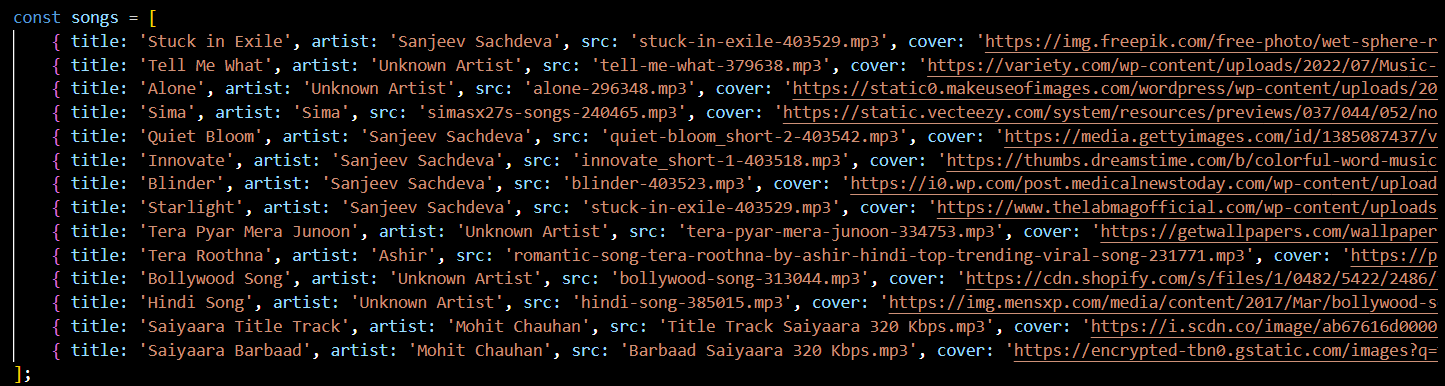 const songs = [
{ title: 'Stuck in Exile', artist: 'Sanjeev Sachdeva', src: 'stuck-in-exile-403529.mp3', cover: 'https://img.freepik.com/free-photo/wet-sphere-r
{ title: 'Tell Me What', artist: 'Unknown Artist', src: 'tell-me-what-379638.mp3', cover: 'https://variety.com/wp-content/uploads/2022/07/Music-
{ title: 'Alone', artist: 'Unknown Artist', src: 'alone-296348.mp3', cover: 'https://static0.makeuseofimages.com/wordpress/wp-content/uploads/20
{ title: 'Sima', artist: 'Sima', src: 'simasx27s-songs-240465.mp3', cover: 'https://static.vecteezy.com/system/resources/previews/037/044/052/no
{ title: 'Quiet Bloom', artist: 'Sanjeev Sachdeva', src: 'quiet-bloom_short-2-403542.mp3', cover: 'https://media.gettyimages.com/id/1385087437/v
{ title: 'Innovate', artist: 'Sanjeev Sachdeva', src: 'innovate_short-1-403518.mp3', cover: 'https://thumbs.dreamstime.com/b/colorful-word-music
{ title: 'Blinder', artist: 'Sanjeev Sachdeva', src: 'blinder-403523.mp3', cover: 'https://i0.wp.com/post.medicalnewstoday.com/wp-content/upload
{ title: 'Starlight', artist: 'Sanjeev Sachdeva', src: 'stuck-in-exile-403529.mp3', cover: 'https://www.thelabmagofficial.com/wp-content/uploads
{ title: 'Tera Pyar Mera Junoon', artist: 'Unknown Artist', src: 'tera-pyar-mera-junoon-334753.mp3', cover: 'https://getwallpapers.com/wallpaper
{ title: 'Tera Roothna', artist: 'Ashir', src: 'romantic-song-tera-roothna-by-ashir-hindi-top-trending-viral-song-231771.mp3', cover: 'https://p
{ title: 'Bollywood Song', artist: 'Unknown Artist', src: 'bollywood-song-313044.mp3', cover: 'https://cdn.shopify.com/s/files/1/0482/5422/2486/
{ title: 'Hindi Song', artist: 'Unknown Artist', src: 'hindi-song-385015.mp3', cover: 'https://img.mensxp.com/media/content/2017/Mar/bollywood-s
{ title: 'Saiyaara Title Track', artist: 'Mohit Chauhan', src: 'Title Track Saiyaara 320 Kbps.mp3', cover: 'https://i.scdn.co/image/ab67616d0000
{ title: 'Saiyaara Barbaad', artist: 'Mohit Chauhan', src: 'Barbaad Saiyaara 320 Kbps.mp3', cover: 'https://encrypted-tbn0.gstatic.com/images?q=
];